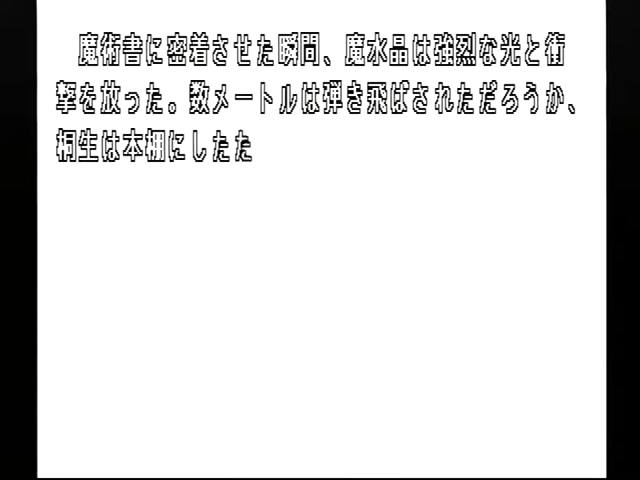 魔術書に密着させた瞬間、魔水晶は強烈な光と衝
撃を放った。数メートルは弾き飛ばされただろうか、
桐生は本棚にしたた